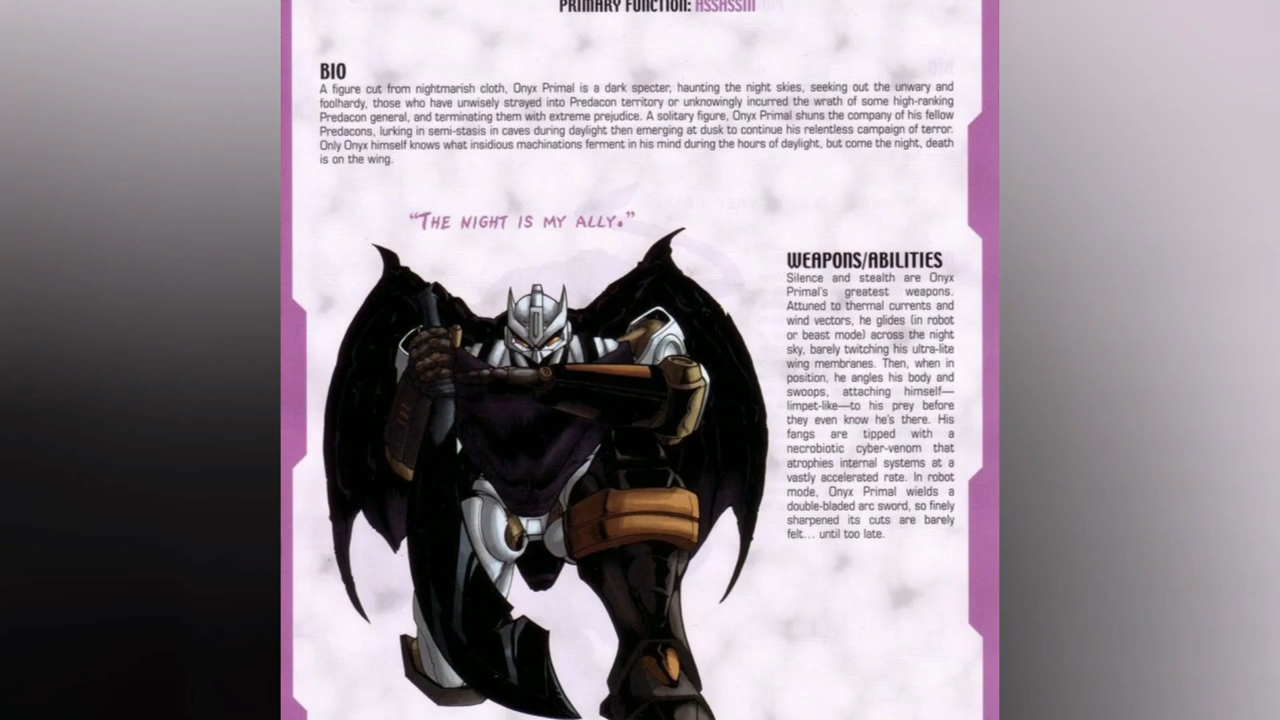 PRIMARY FUNCTION: ASSASSIN
BIO
A figure cut from nightmarish cloth, Onyx Primal is a dark specter, haunting the night skies, seeking out the unwary and
foolhardy, those who have unwisely strayed into Predacon territory or unknowingly incurred the wrath of some high-ranking
Predacon general, and terminating them with extreme prejudice. A solitary figure, Onyx Primal shuns the company of his fellow
Predacons, lurking in semi-stasis in caves during daylight then emerging at dusk to continue his relentless campaign of terror.
Only Onyx himself knows what insidious machinations ferment in his mind during the hours of daylight, but come the night, death
is on the wing.
“THE NIGHT IS MY ALLY.”
WEAPONS/ABILITIES
Silence and stealth are Onyx
Primal's greatest weapons.
Attuned to thermal currents and
wind vectors, he glides (in robot
or beast mode) across the night
sky, barely twitching his ultra-lite
wing membranes. Then, when in
position, he angles his body and
swoops, attaching himself—
limpet-like—to his prey before
they even know he's there. His
fangs are tipped with a
necrobiotic cyber-venom that
atrophies internal systems at a
vastly accelerated rate. In robot
mode, Onyx Primal wields a
double-bladed arc sword, so finely
sharpened its cuts are barely
felt... until too late.